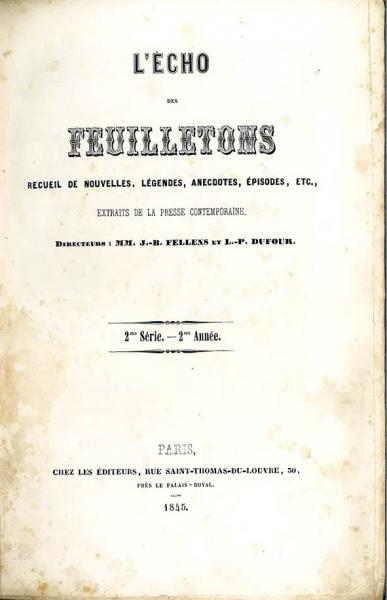 L'ÉCHO
DES
FEUILLETONS
RECUEIL DE NOUVELLES, LÉGENDES, ANECDOTES, ÉPISODES, ETC.,
EXTRAITS DE LA PRESSE CONTEMPORAINE.
DIRECTEURS : MM. J.-B. FELLENS ET L.-P. DUFOUR.
2me Série. — 2me Année.
PARIS,
CHEZ LES ÉDITEURS, RUE SAINT-THOMAS-DU-LOUVRE, 30,
PRÈS LE PALAIS-ROYAL.
1845.